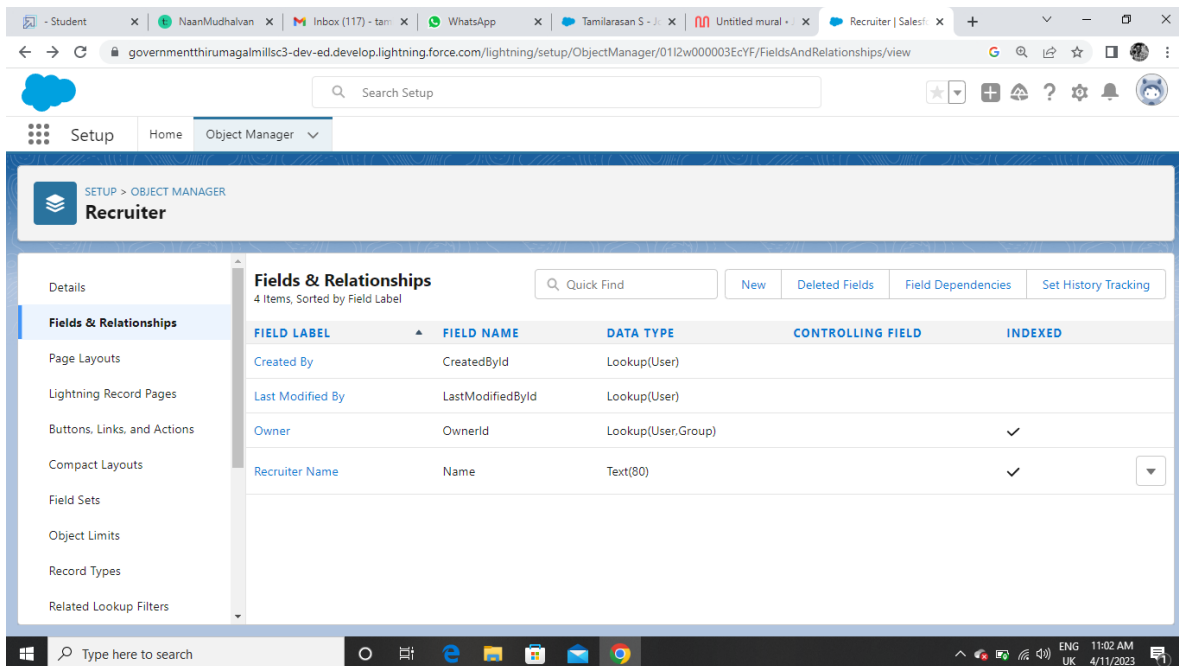 - Student
NaanMudhalvan
Inbox (117) - tam
WhatsApp
Tamilarasan S - Jc
Untitled mural •
Recruiter | Salesf
governmentthirumagalmillsc3-dev-ed.develop.lightning.force.com/lightning/setup/ObjectManager/01I2w000003EcYF/FieldsAndRelationships/view
Search Setup
Setup Home Object Manager
SETUP > OBJECT MANAGER
Recruiter
Details
Fields & Relationships
Page Layouts
Lightning Record Pages
Buttons, Links, and Actions
Compact Layouts
Field Sets
Object Limits
Record Types
Related Lookup Filters
Fields & Relationships
4 Items, Sorted by Field Label
Quick Find
New
Deleted Fields
Field Dependencies
Set History Tracking
FIELD LABEL FIELD NAME DATA TYPE CONTROLLING FIELD INDEXED
Created By CreatedById Lookup(User)
Last Modified By LastModifiedById Lookup(User)
Owner OwnerId Lookup(User,Group)
Recruiter Name Name Text(80)
Type here to search
ENG
UK
11:02 AM
4/11/2023